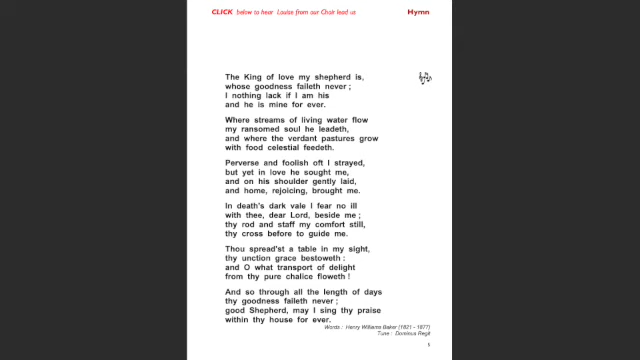 CLICK below to hear Louise from our Choir lead us
Hymn
The King of love my shepherd is,
whose goodness faileth never ;
I nothing lack if I am his
and he is mine for ever.
Where streams of living water flow
my ransomed soul he leadeth,
and where the verdant pastures grow
with food celestial feedeth.
Perverse and foolish oft I strayed,
but yet in love he sought me,
and on his shoulder gently laid,
and home, rejoicing, brought me.
In death's dark vale I fear no ill
with thee, dear Lord, beside me ;
thy rod and staff my comfort still,
thy cross before to guide me.
Thou spread'st a table in my sight,
thy unction grace bestoweth :
and O what transport of delight
from thy pure chalice floweth !
And so through all the length of days
thy goodness faileth never ;
good Shepherd, may I sing thy praise
within thy house for ever.
Words : Henry Williams Baker (1821 - 1877)
Tune : Dominus Regit